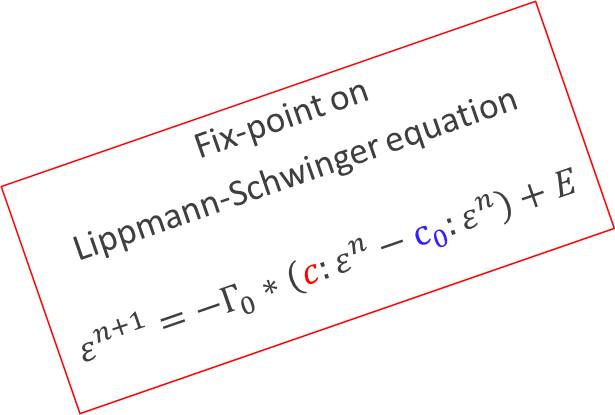 Fix-point on
Lippmann-Schwinger equation
εⁿ⁺¹ = −Γ₀ * (c: εⁿ − c₀: εⁿ) + E